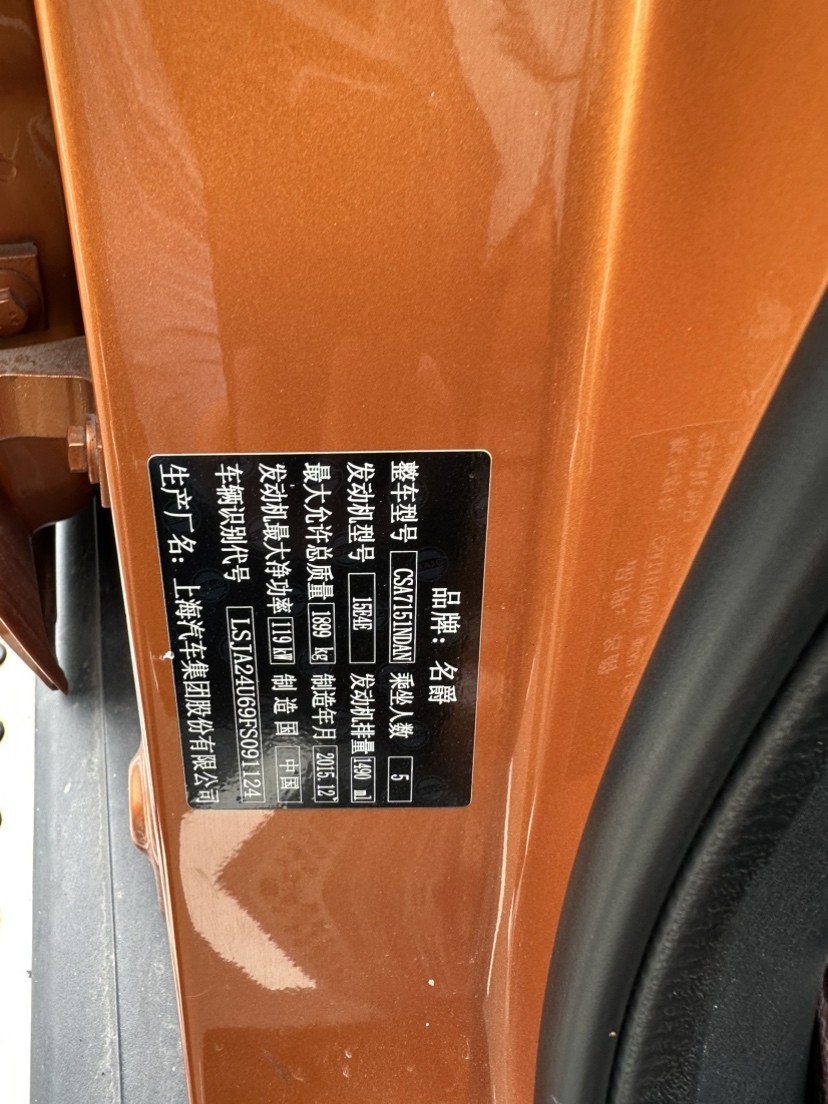 品牌：名爵
整车型号 CSA7151NDAN 乘坐人数 5
发动机型号 15E4E 发动机排量 1490 ml
最大允许总质量 1899 kg 制造年月 2015.12
发动机最大净功率 119 kW 制造国 中国
车辆识别代号 LSJA24U69FS091124
生产厂名：上海汽车集团股份有限公司